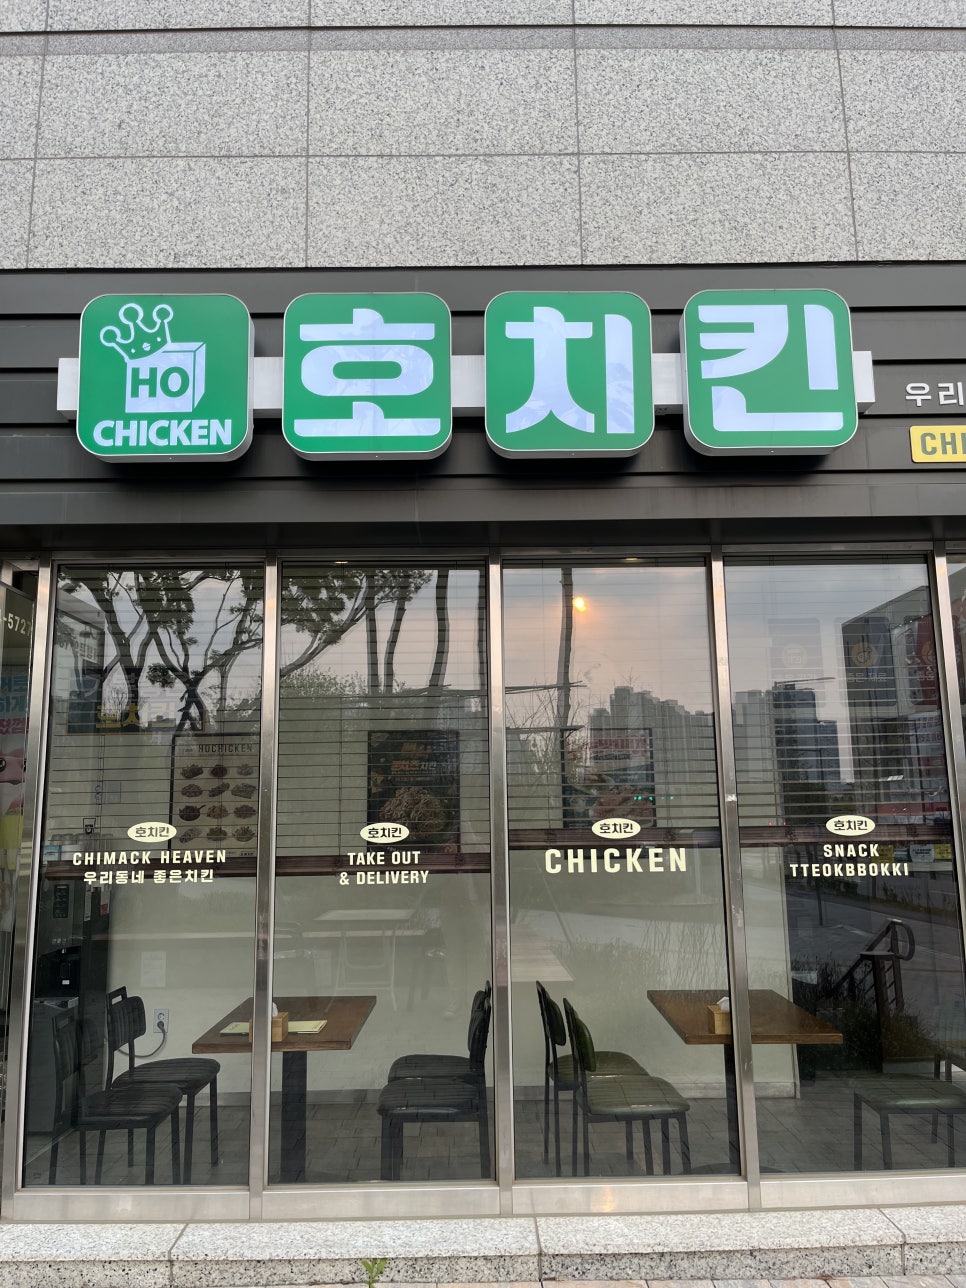 HO
CHICKEN
호치킨
우리
CHI
-572
HOCHICKEN
호치킨
CHIMACK HEAVEN
우리동네 좋은치킨
호치킨
TAKE OUT
& DELIVERY
호치킨
CHICKEN
호치킨
SNACK
TTEOKBBOKKI